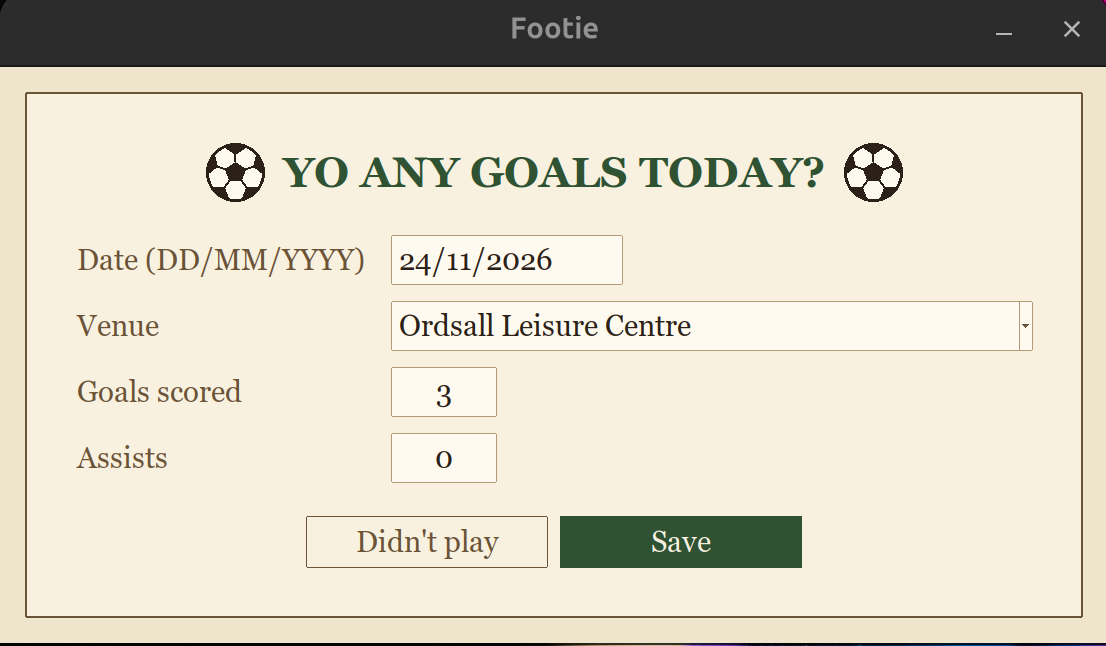 Footie
YO ANY GOALS TODAY?
Date (DD/MM/YYYY) 24/11/2026
Venue Ordsall Leisure Centre
Goals scored 3
Assists 0
Didn't play Save